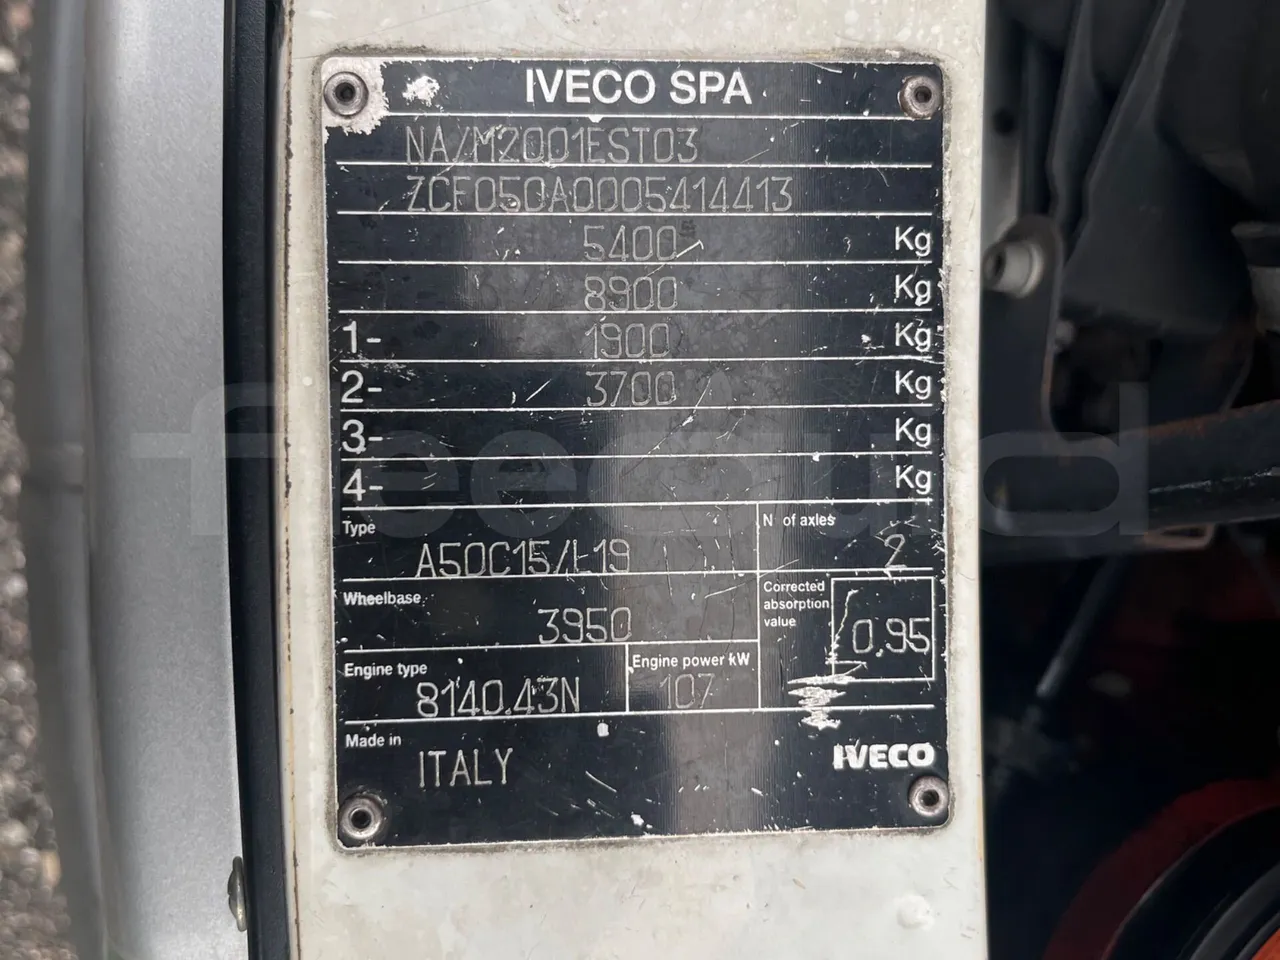 IVECO SPA
NA/M2001EST03
ZCF050A0005414413
5400 Kg
8900 Kg
1- 1900 Kg
2- 3700 Kg
3- Kg
4- Kg
Type
A50C15/L19
N of axles
2
Wheelbase
3950
Corrected
absorption
value
0,95
Engine type
8140.43N
Engine power kW
107
Made in
ITALY
IVECO